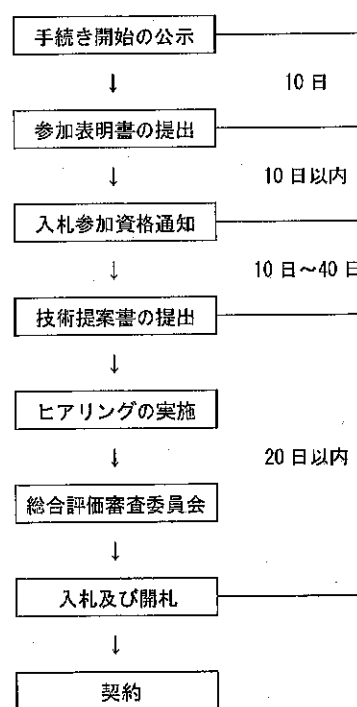 手続き開始の公示
↓
10日
参加表明書の提出
↓
10日以内
入札参加資格通知
↓
10日～40日
技術提案書の提出
↓
ヒアリングの実施
↓
20日以内
総合評価審査委員会
↓
入札及び開札
↓
契約